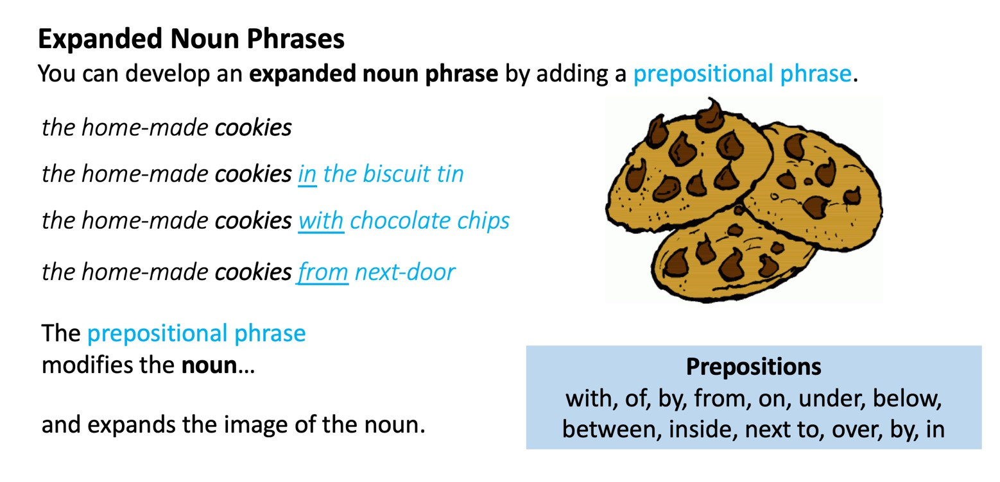 Expanded Noun Phrases
You can develop an expanded noun phrase by adding a prepositional phrase.
the home-made cookies
the home-made cookies in the biscuit tin
the home-made cookies with chocolate chips
the home-made cookies from next-door
The prepositional phrase
modifies the noun...
and expands the image of the noun.
Prepositions
with, of, by, from, on, under, below,
between, inside, next to, over, by, in